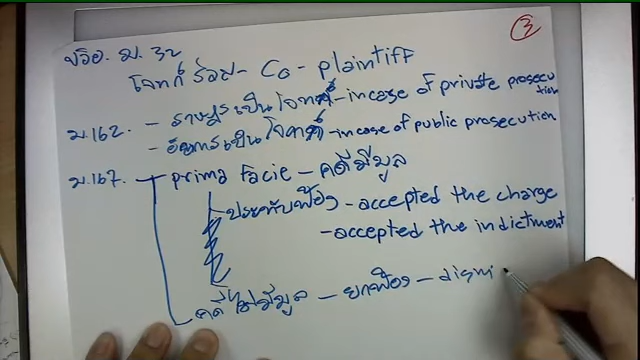 ปวิอ. ม. 32
3
โจทก์ร่วม - Co - plaintiff
ม.162. - ราษฎรเป็นโจทก์ - in case of private prosecu
tion
- อัยการเป็นโจทก์ - in case of public prosecution
ม.167. prima facie - คดีมีมูล
ประทับฟ้อง - accepted the charge
- accepted the indictment
คดีไม่มีมูล - ยกฟ้อง - dismi